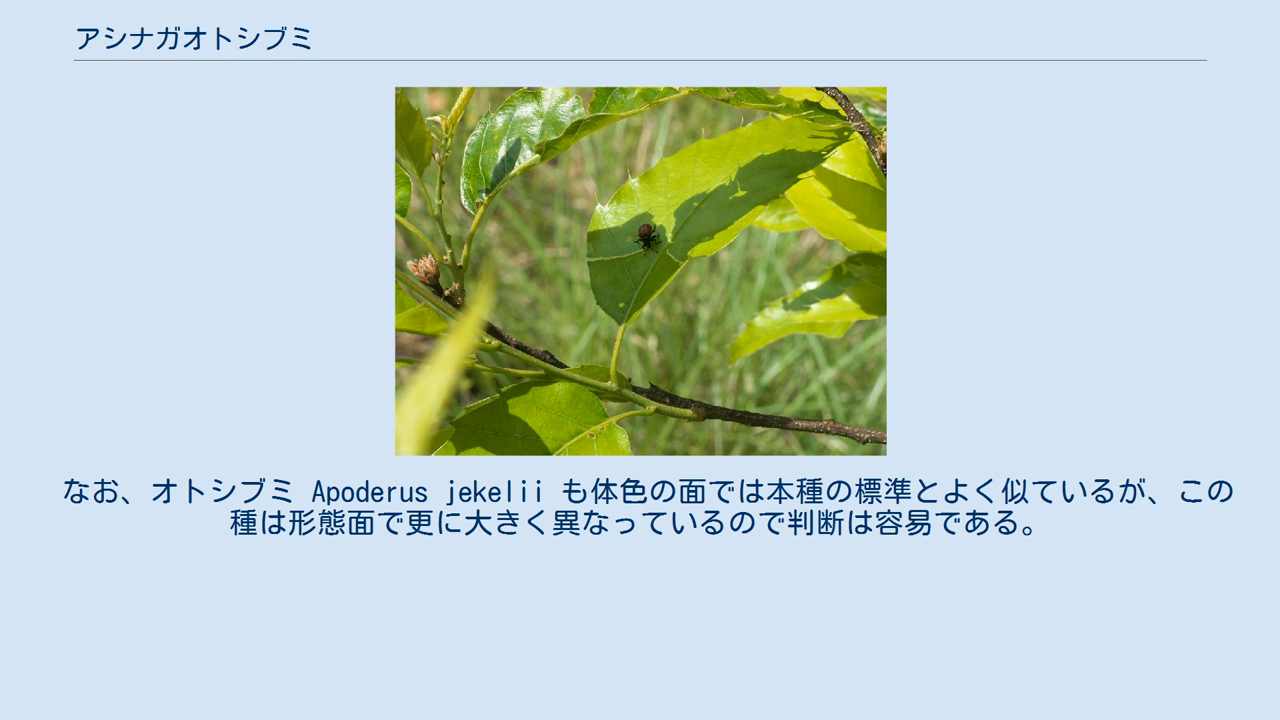 アシナガオトシブミ
なお、オトシブミ Apoderus jekelii も体色の面では本種の標準とよく似ているが、この
種は形態面で更に大きく異なっているので判断は容易である。